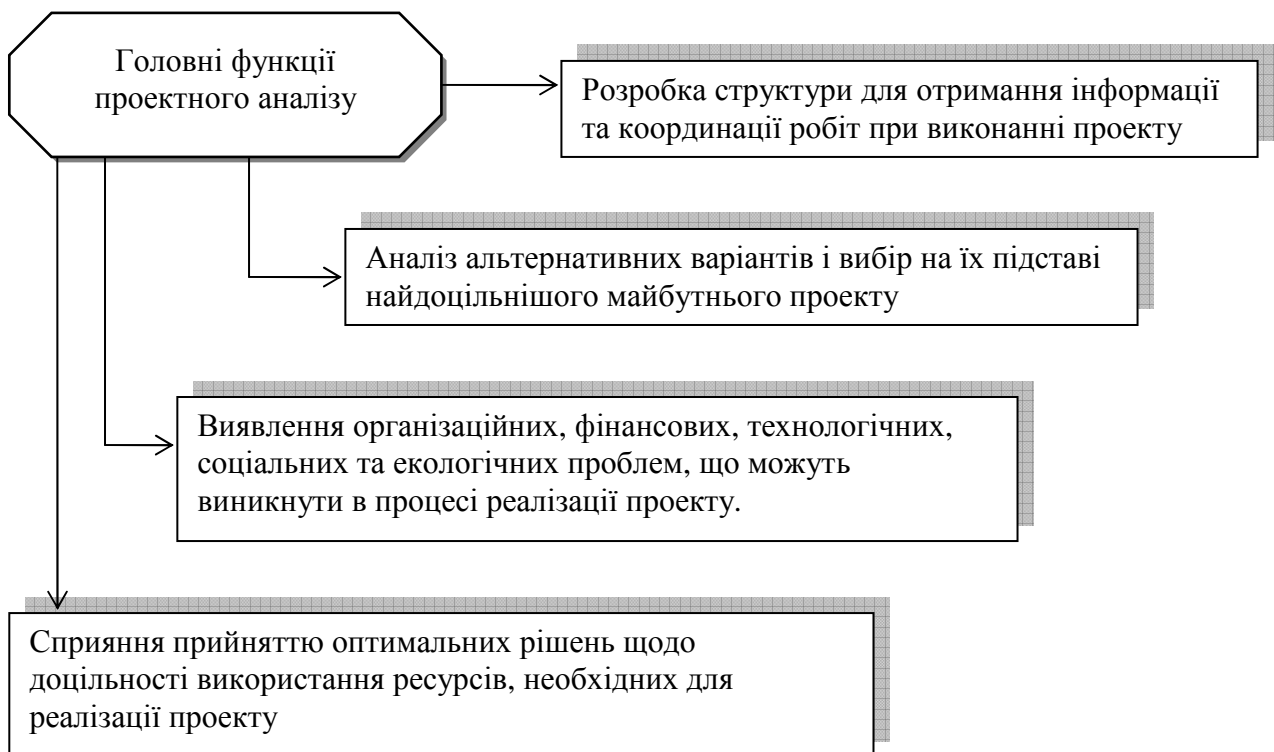 Головні функції
проектного аналізу
Розробка структури для отримання інформації
та координації робіт при виконанні проекту
Аналіз альтернативних варіантів і вибір на їх підставі
найдоцільнішого майбутнього проекту
Виявлення організаційних, фінансових, технологічних,
соціальних та екологічних проблем, що можуть
виникнути в процесі реалізації проекту.
Сприяння прийняттю оптимальних рішень щодо
доцільності використання ресурсів, необхідних для
реалізації проекту